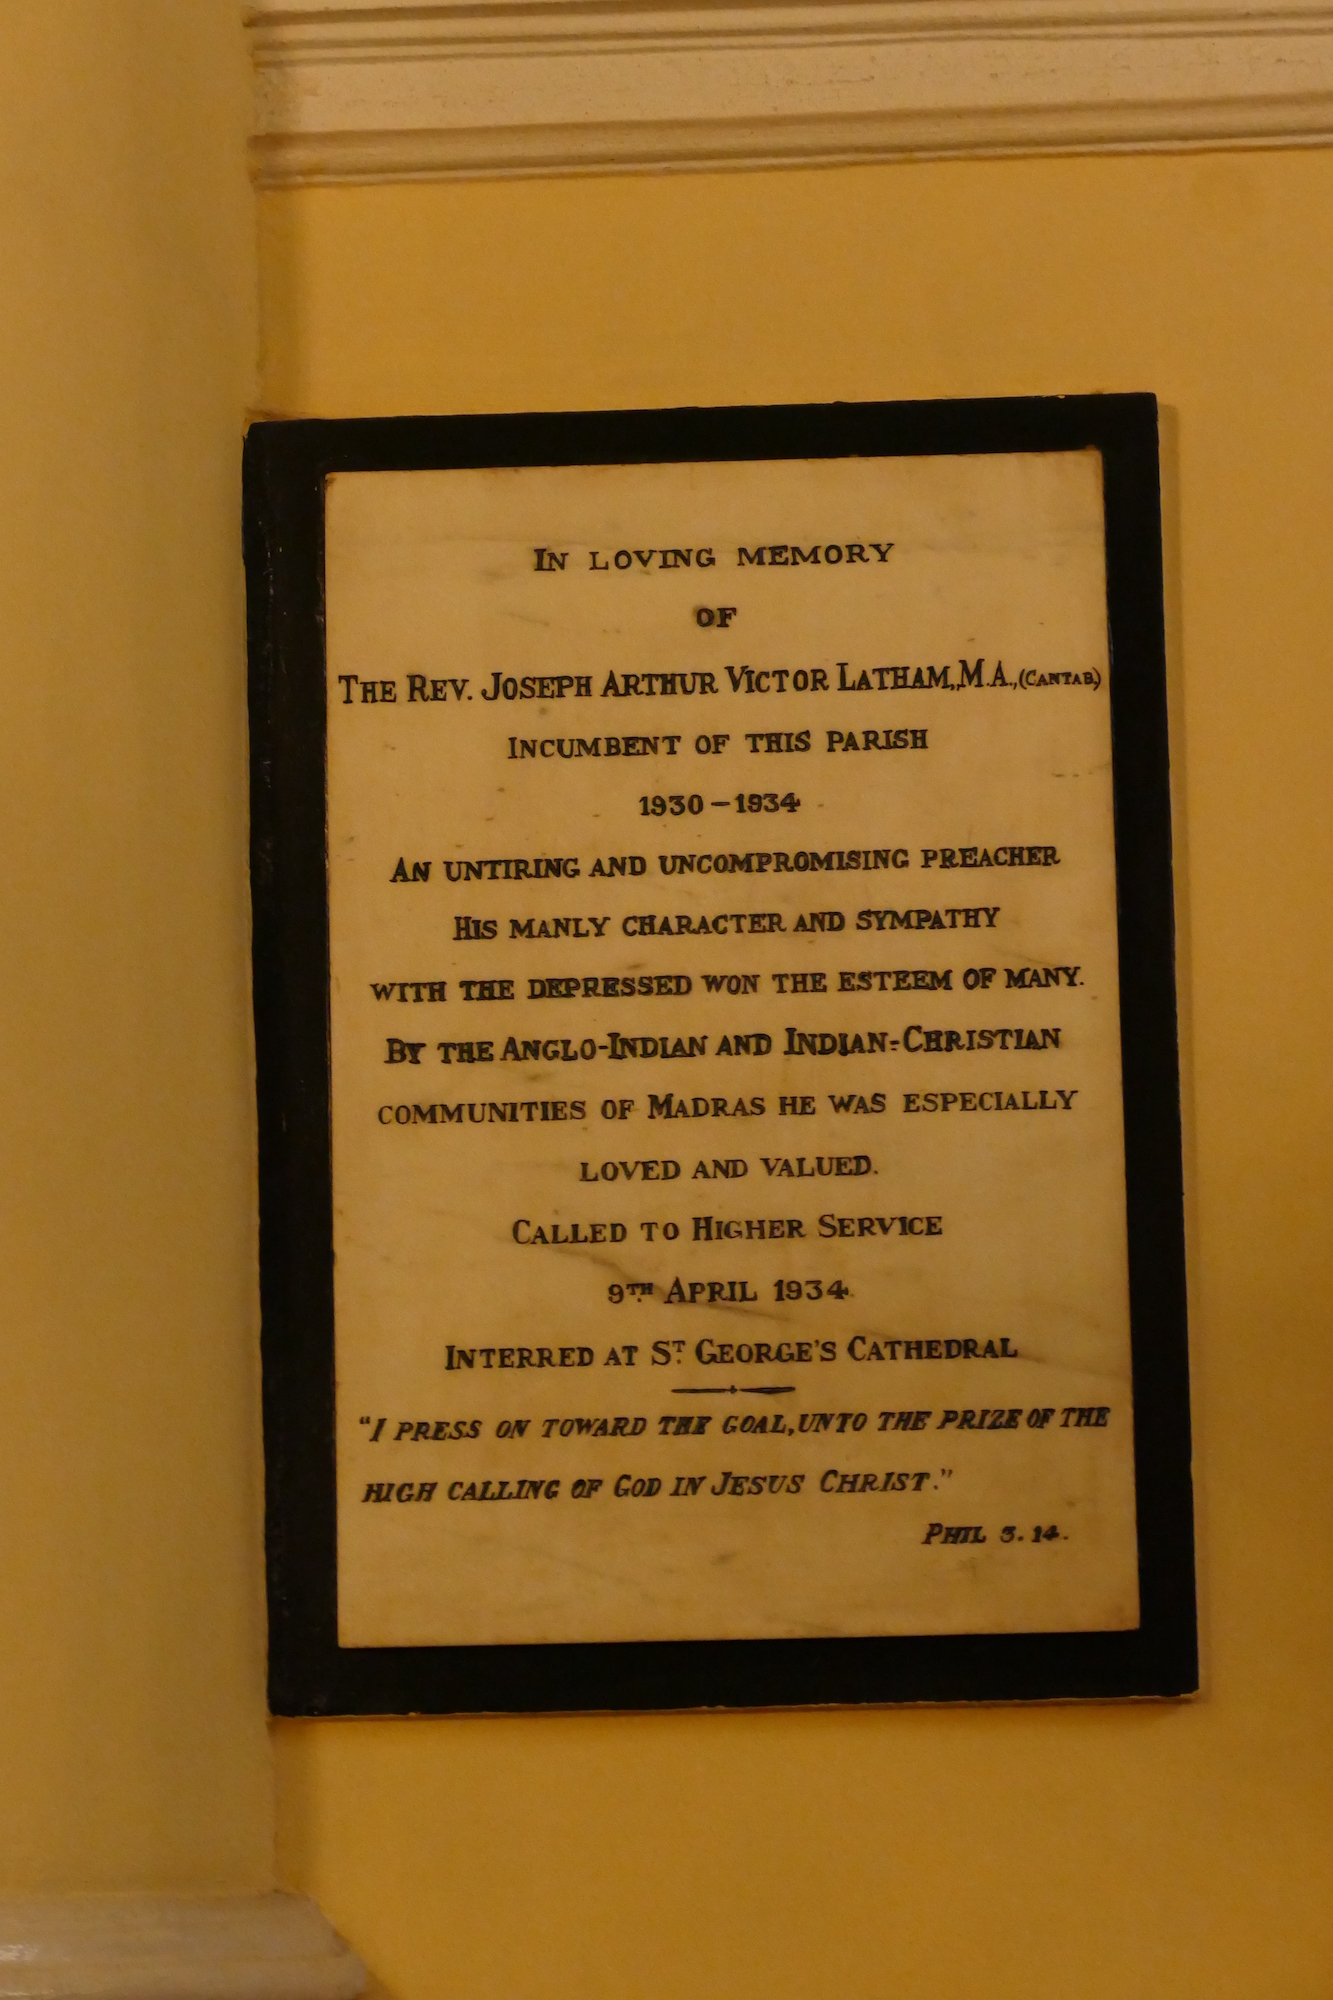 In loving memory
of
The Rev. Joseph Arthur Victor Latham, M.A., (Cantab)
Incumbent of this parish
1930-1934
An untiring and uncompromising preacher
His manly character and sympathy
with the depressed won the esteem of many.
By the Anglo-Indian and Indian-Christian
communities of Madras he was especially
loved and valued.
Called to Higher Service
9th April 1934
Interred at St George's Cathedral
"I press on toward the goal, unto the prize of the
high calling of God in Jesus Christ."
Phil 3. 14.